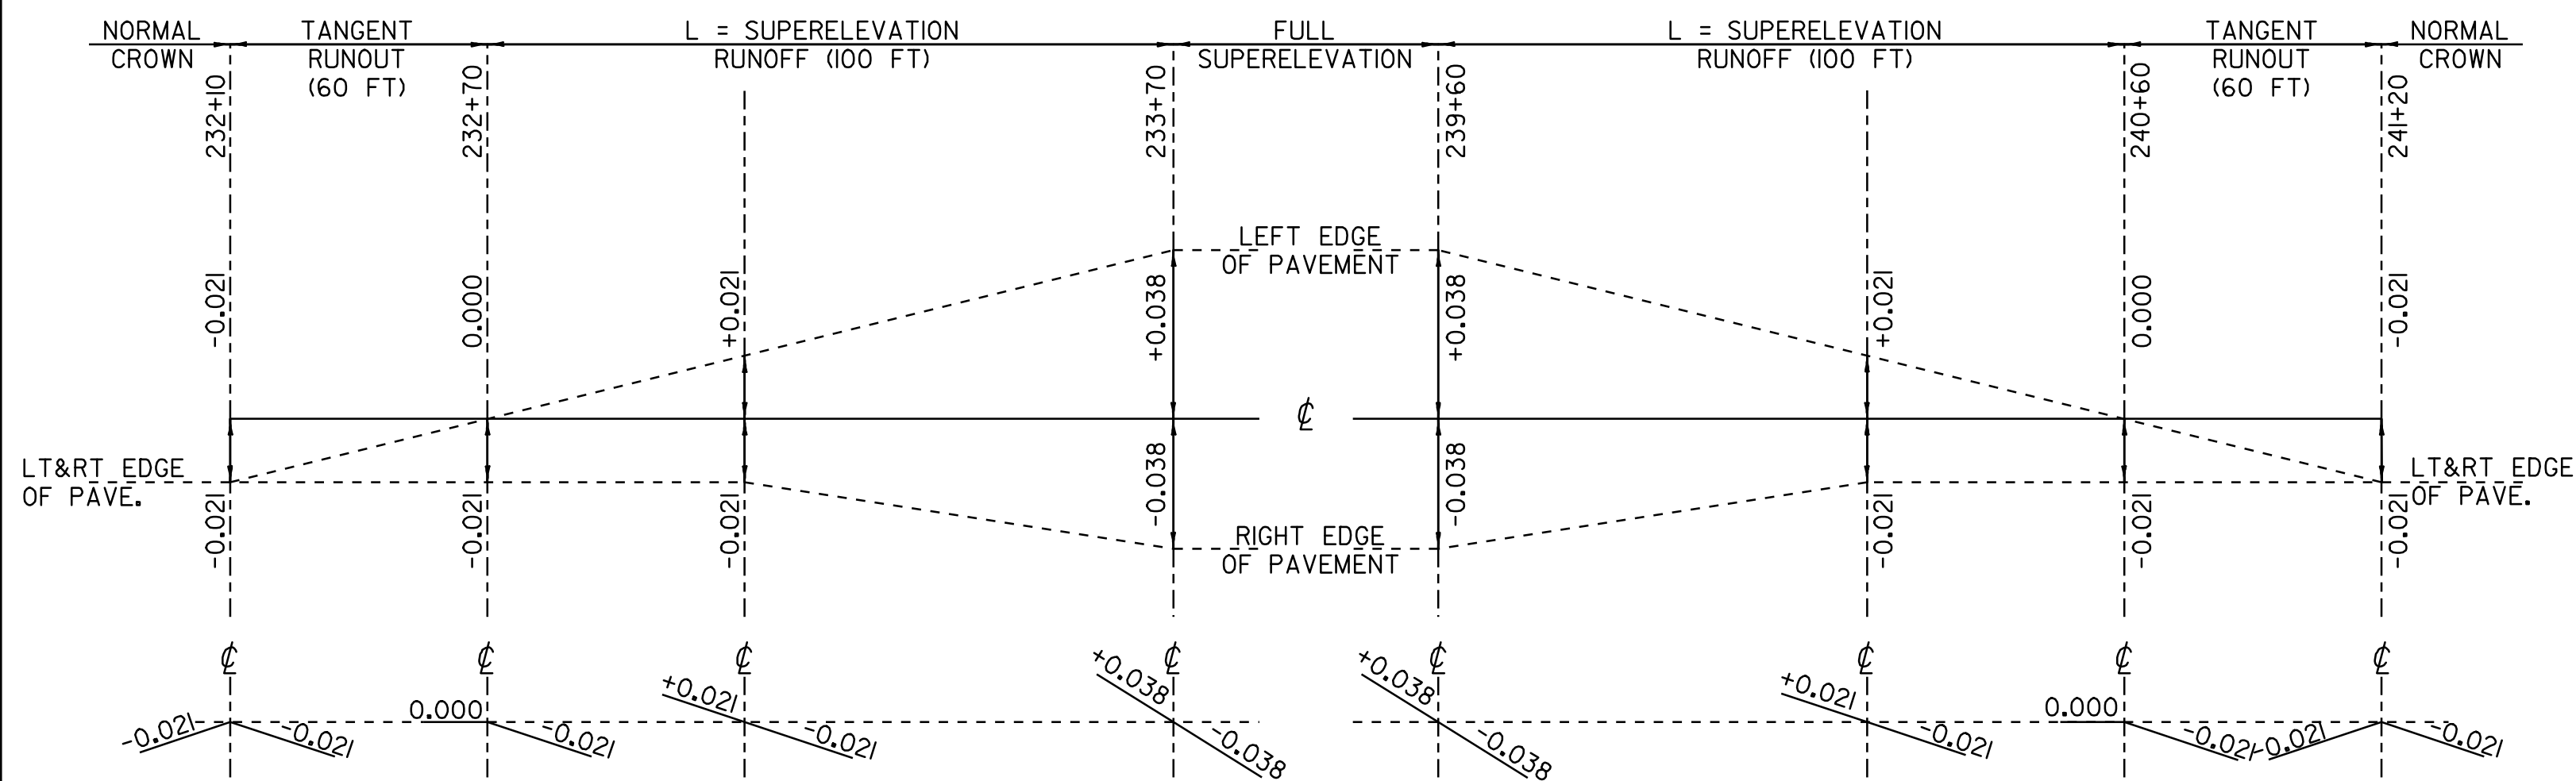 NORMAL
CROWN
TANGENT
RUNOUT
(60 FT)
L = SUPERELEVATION
RUNOFF (100 FT)
FULL
SUPERELEVATION
L = SUPERELEVATION
RUNOFF (100 FT)
TANGENT
RUNOUT
(60 FT)
NORMAL
CROWN
232+10
232+70
233+70
239+60
240+60
241+20
LEFT EDGE
OF PAVEMENT
-0.021
0.000
+0.021
+0.038
+0.038
+0.021
0.000
-0.021
℄
LT&RT EDGE
OF PAVE.
-0.021
-0.021
-0.021
-0.038
-0.038
-0.021
-0.021
-0.021
LT&RT EDGE
OF PAVE.
RIGHT EDGE
OF PAVEMENT
℄
℄
℄
℄
℄
℄
℄
℄
-0.021
-0.021
0.000
-0.021
+0.021
-0.021
+0.038
-0.038
+0.038
-0.038
+0.021
-0.021
0.000
-0.021
-0.021
-0.021